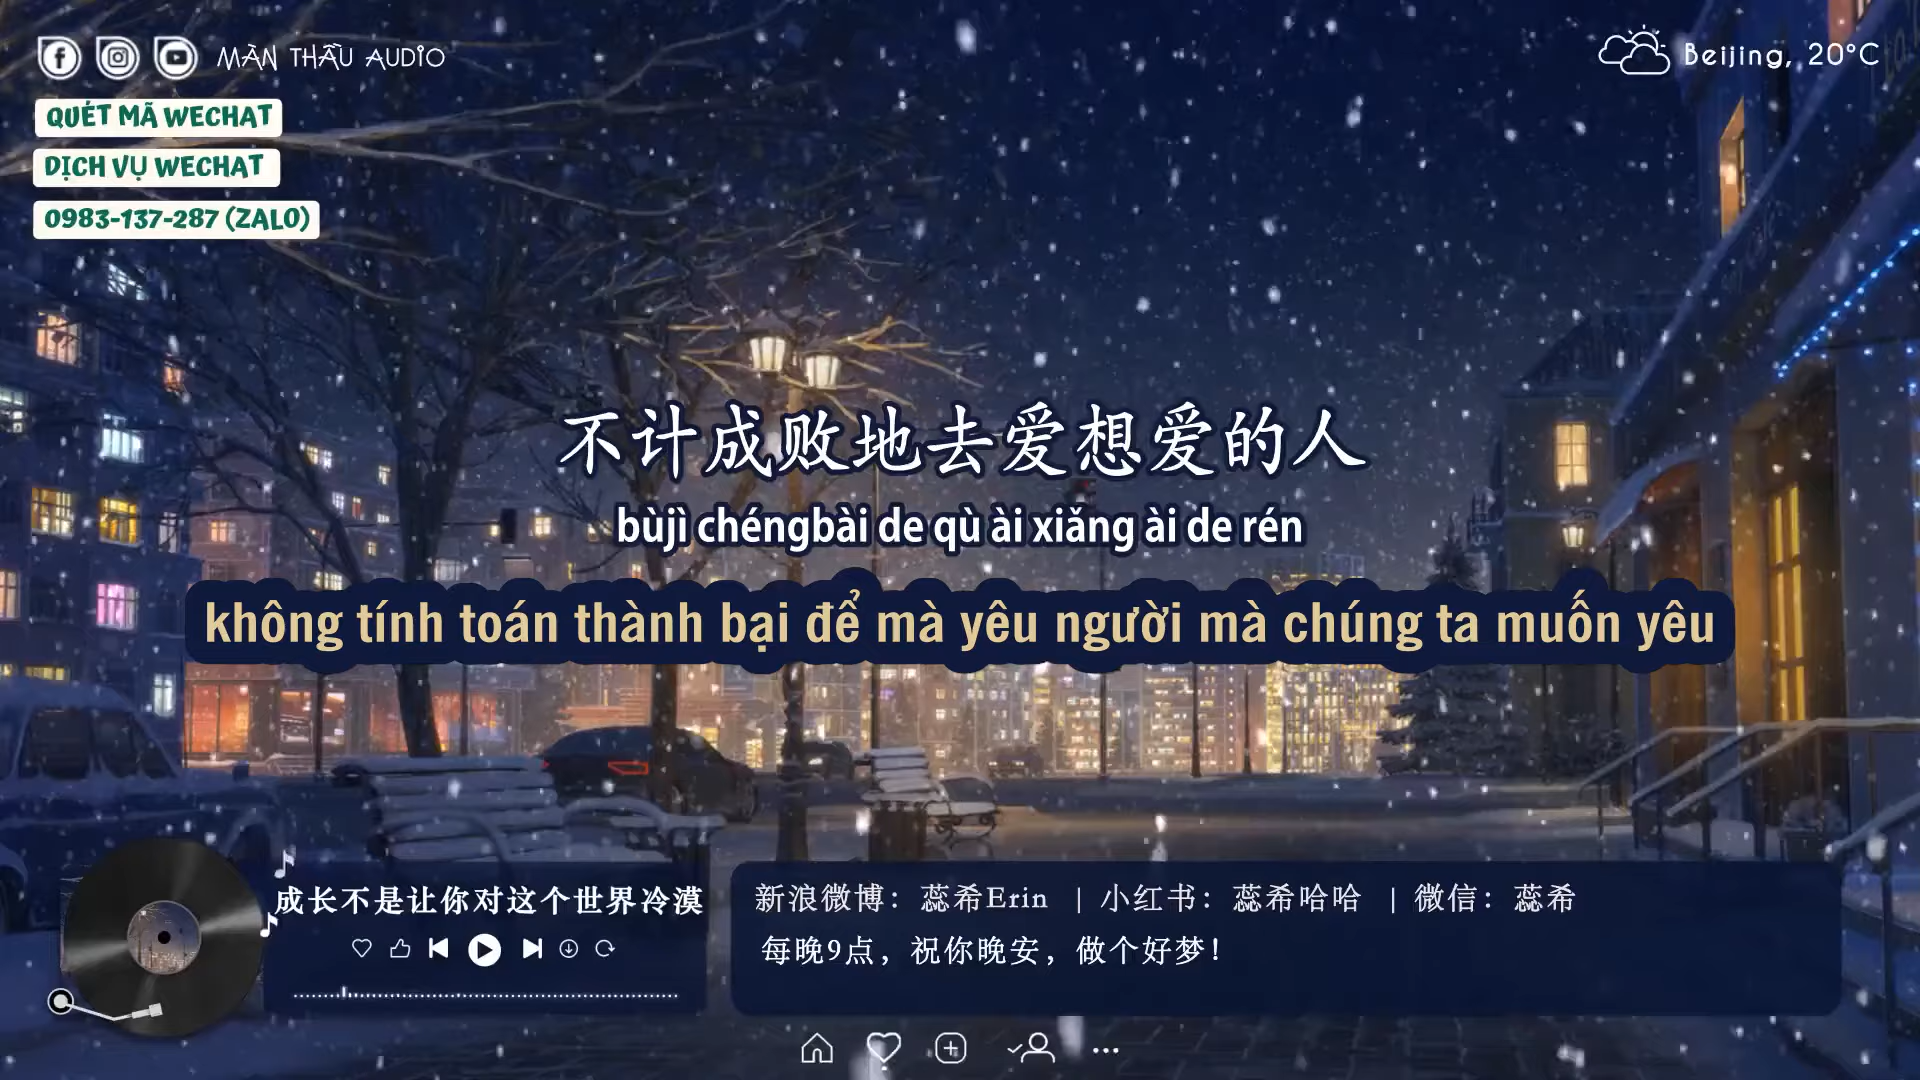 MÀN THẦU AUDIO
Beijing, 20°C
QUÉT MÃ WECHAT
DỊCH VỤ WECHAT
0983-137-287 (ZALO)
不计成败地去爱想爱的人
bùjì chéngbài de qù ài xiǎng ài de rén
không tính toán thành bại để mà yêu người mà chúng ta muốn yêu
成长不是让你对这个世界冷漠
新浪微博：蕊希Erin | 小红书：蕊希哈哈 | 微信：蕊希
每晚9点，祝你晚安，做个好梦！